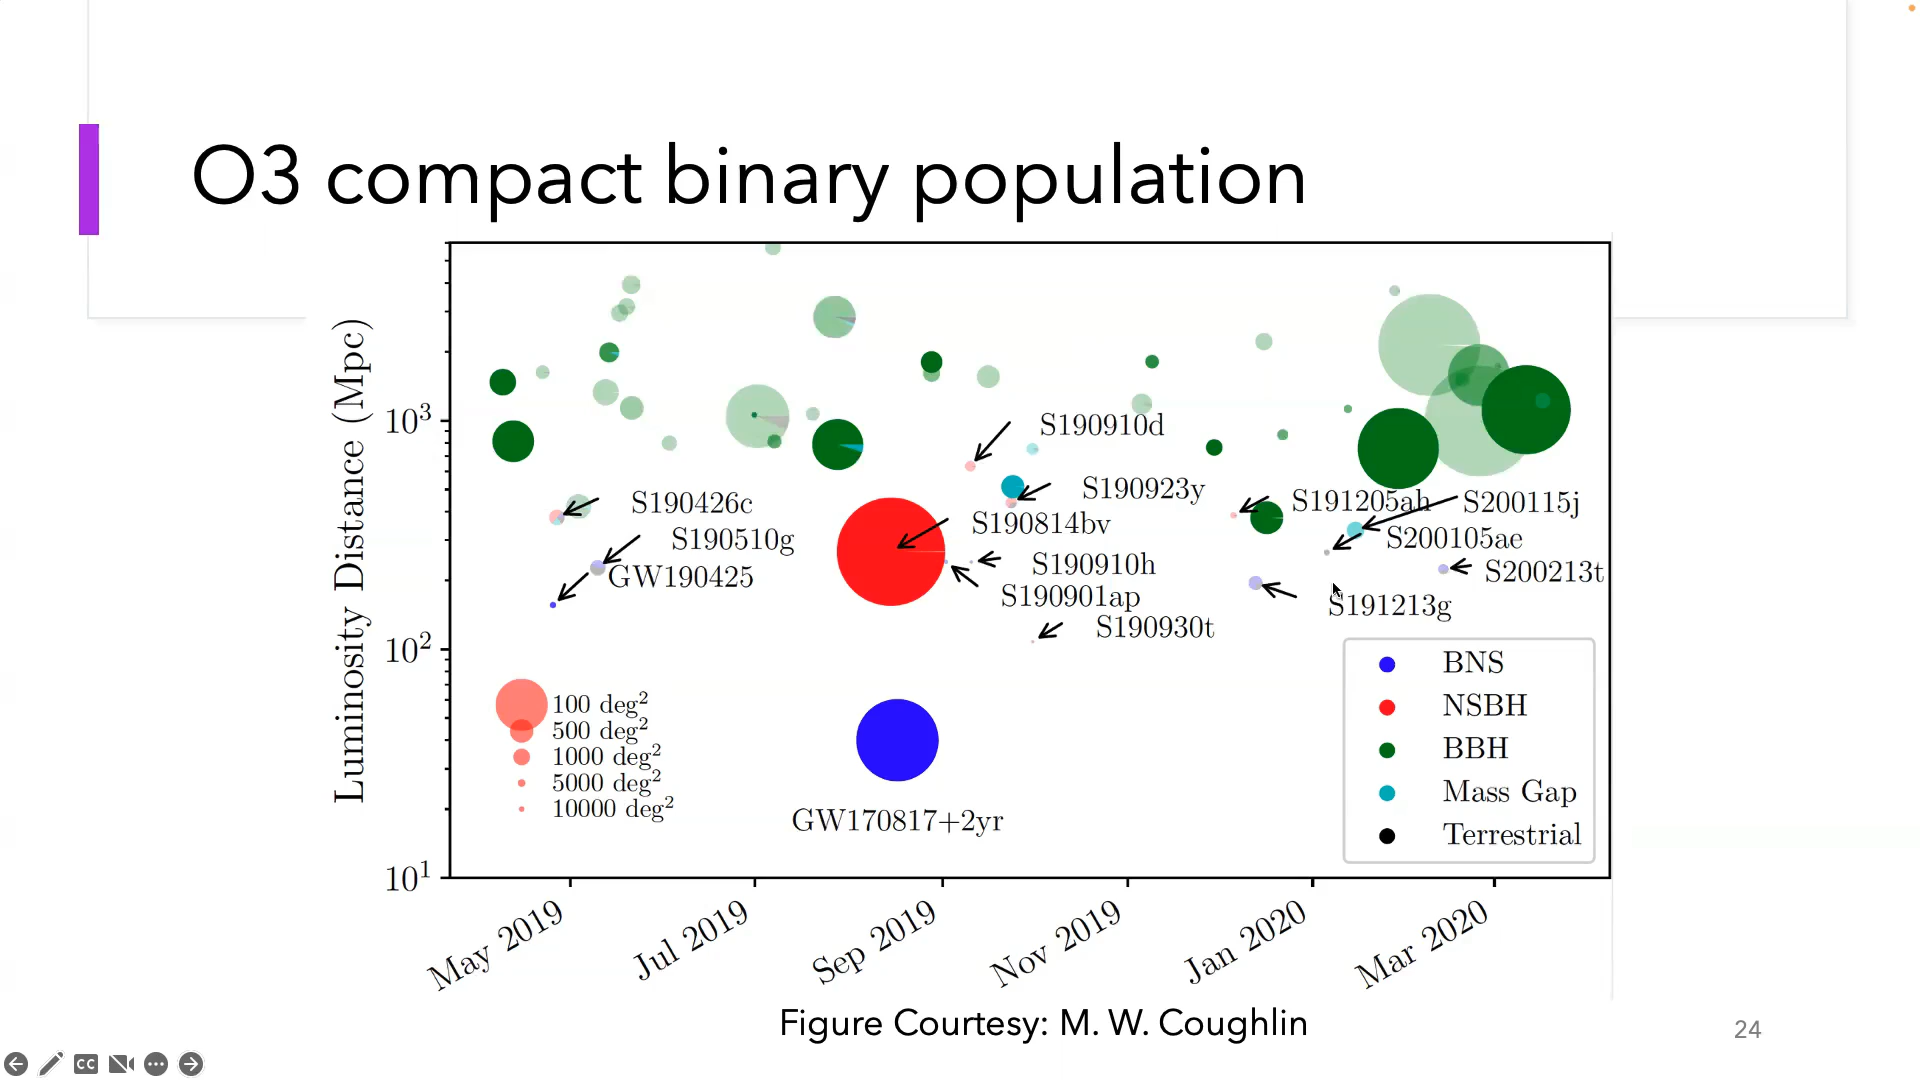 O3 compact binary population
Luminosity Distance (Mpc)
10³
10²
10¹
S190426c
S190510g
GW190425
S190910d
S190923y
S190814bv
S190910h
S190901ap
S190930t
S191205ah
S200115j
S200105ae
S200213t
S191213g
GW170817+2yr
100 deg²
500 deg²
1000 deg²
5000 deg²
10000 deg²
BNS
NSBH
BBH
Mass Gap
Terrestrial
May 2019
Jul 2019
Sep 2019
Nov 2019
Jan 2020
Mar 2020
Figure Courtesy: M. W. Coughlin
24
CC